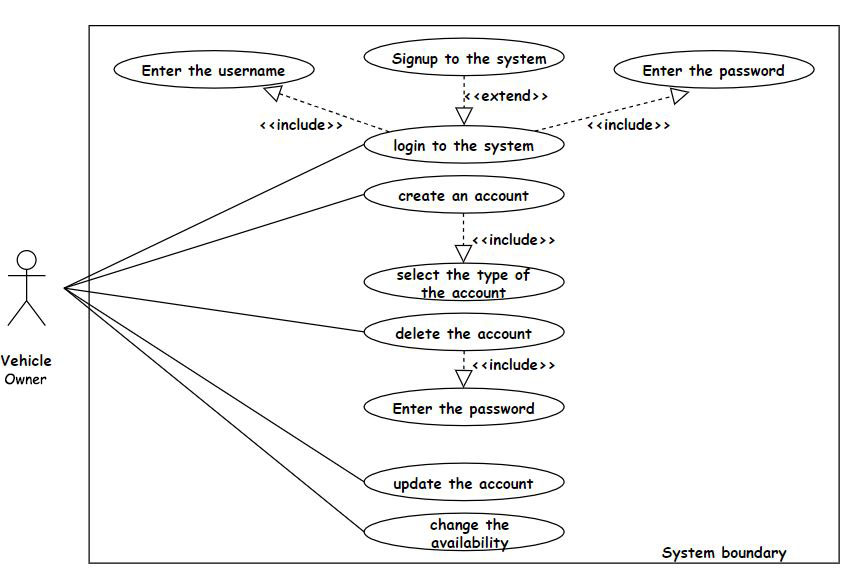 Signup to the system
Enter the username
Enter the password
<<extend>>
<<include>>
<<include>>
login to the system
create an account
<<include>>
select the type of
the account
delete the account
Vehicle
Owner
<<include>>
Enter the password
update the account
change the
availability
System boundary